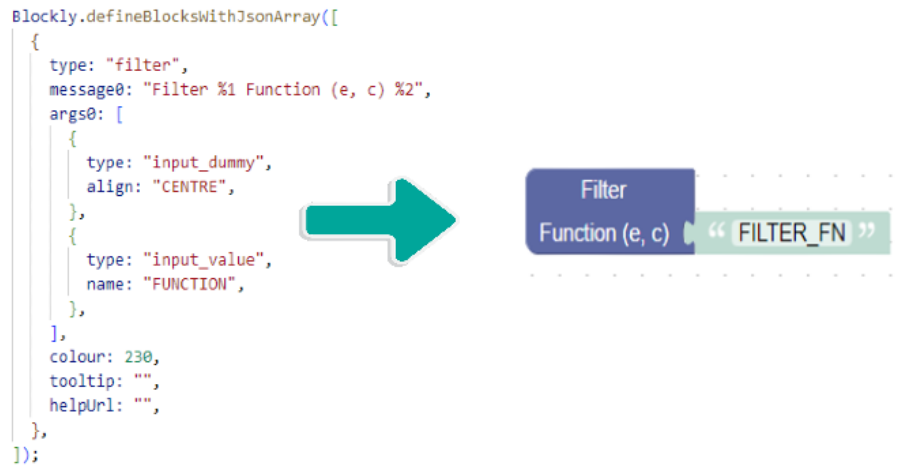 Blockly.defineBlocksWithJsonArray([
{
type: "filter",
message0: "Filter %1 Function (e, c) %2",
args0: [
{
type: "input_dummy",
align: "CENTRE",
},
{
type: "input_value",
name: "FUNCTION",
},
],
colour: 230,
tooltip: "",
helpUrl: "",
},
]);
Filter
Function (e, c) “ FILTER_FN ”